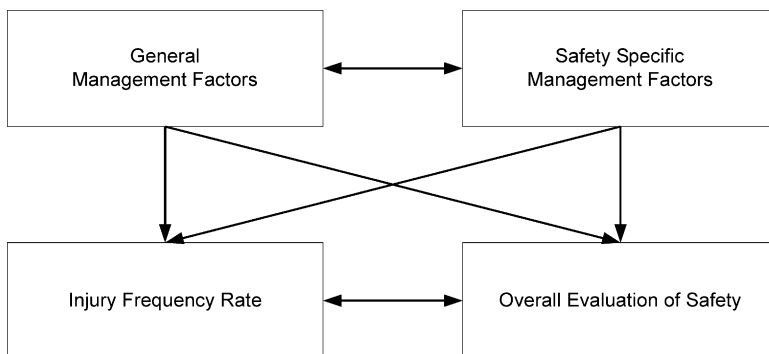 General
Management Factors
Safety Specific
Management Factors
Injury Frequency Rate
Overall Evaluation of Safety